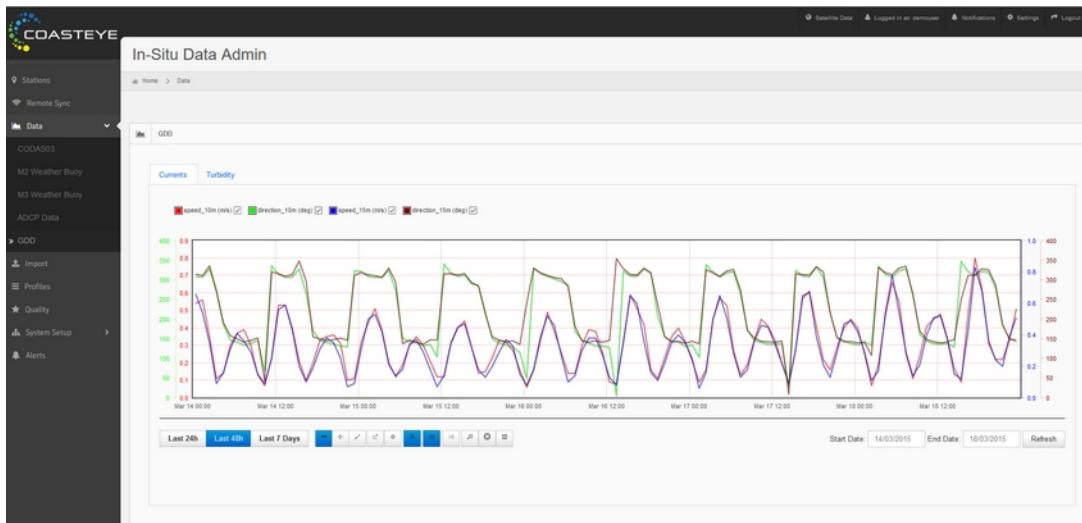 COASTEYE
Satellite Data Logged in as demouser Notifications Settings Logout
In-Situ Data Admin
Home > Data
Stations
Remote Sync
Data
CODAS03
M2 Weather Buoy
M3 Weather Buoy
ADCP Data
» GDD
Import
Profiles
Quality
System Setup >
Alerts
GDD
Currents Turbidity
speed_10m (m/s) direction_10m (deg) speed_15m (m/s) direction_15m (deg)
400 0.9 1.0 400
350 0.8 350
300 0.7 0.8 300
250 0.6 250
200 0.5 0.6 200
0.4 0.4
150 0.3 150
100 0.2 0.2 100
50 0.1 50
0 0.0 0.0 0
Mar 14 00:00 Mar 14 12:00 Mar 15 00:00 Mar 15 12:00 Mar 16 00:00 Mar 16 12:00 Mar 17 00:00 Mar 17 12:00 Mar 18 00:00 Mar 18 12:00
Last 24h Last 48h Last 7 Days
Start Date: 14/03/2015 End Date: 18/03/2015 Refresh